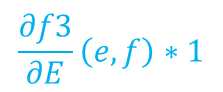 ∂f3/∂E (e, f) * 1